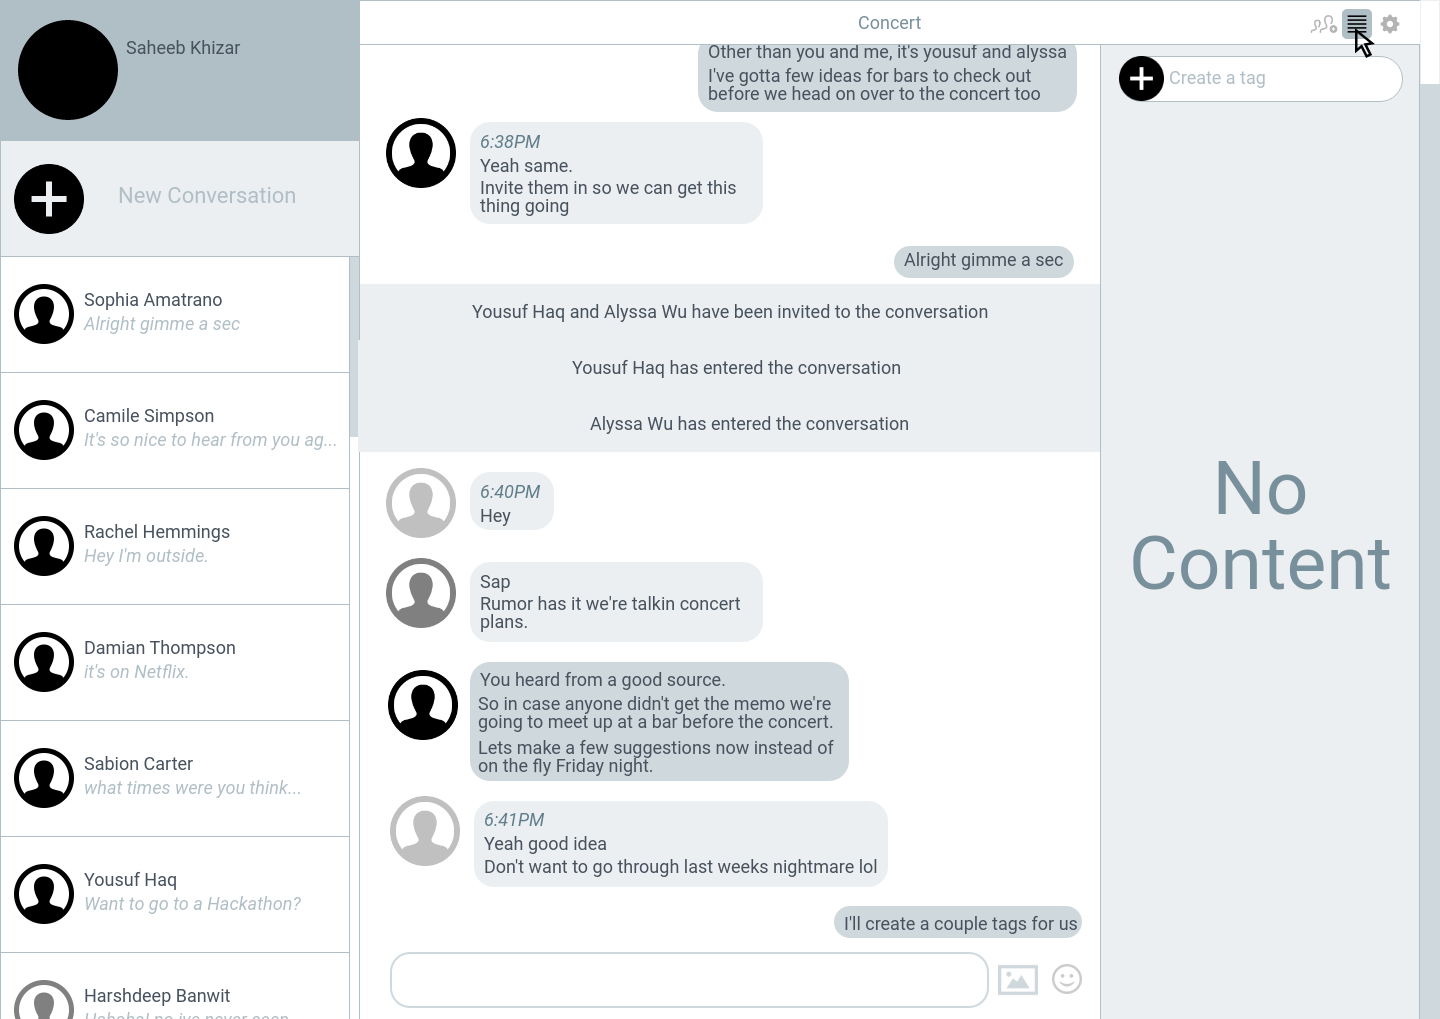 Saheeb Khizar
New Conversation
Sophia Amatrano
Alright gimme a sec
Camile Simpson
It's so nice to hear from you ag...
Rachel Hemmings
Hey I'm outside.
Damian Thompson
it's on Netflix.
Sabion Carter
what times were you think...
Yousuf Haq
Want to go to a Hackathon?
Harshdeep Banwit
Concert
Other than you and me, it's yousuf and alyssa
I've gotta few ideas for bars to check out
before we head on over to the concert too
6:38PM
Yeah same.
Invite them in so we can get this
thing going
Alright gimme a sec
Yousuf Haq and Alyssa Wu have been invited to the conversation
Yousuf Haq has entered the conversation
Alyssa Wu has entered the conversation
6:40PM
Hey
Sap
Rumor has it we're talkin concert
plans.
You heard from a good source.
So in case anyone didn't get the memo we're
going to meet up at a bar before the concert.
Lets make a few suggestions now instead of
on the fly Friday night.
6:41PM
Yeah good idea
Don't want to go through last weeks nightmare lol
I'll create a couple tags for us
Create a tag
No
Content